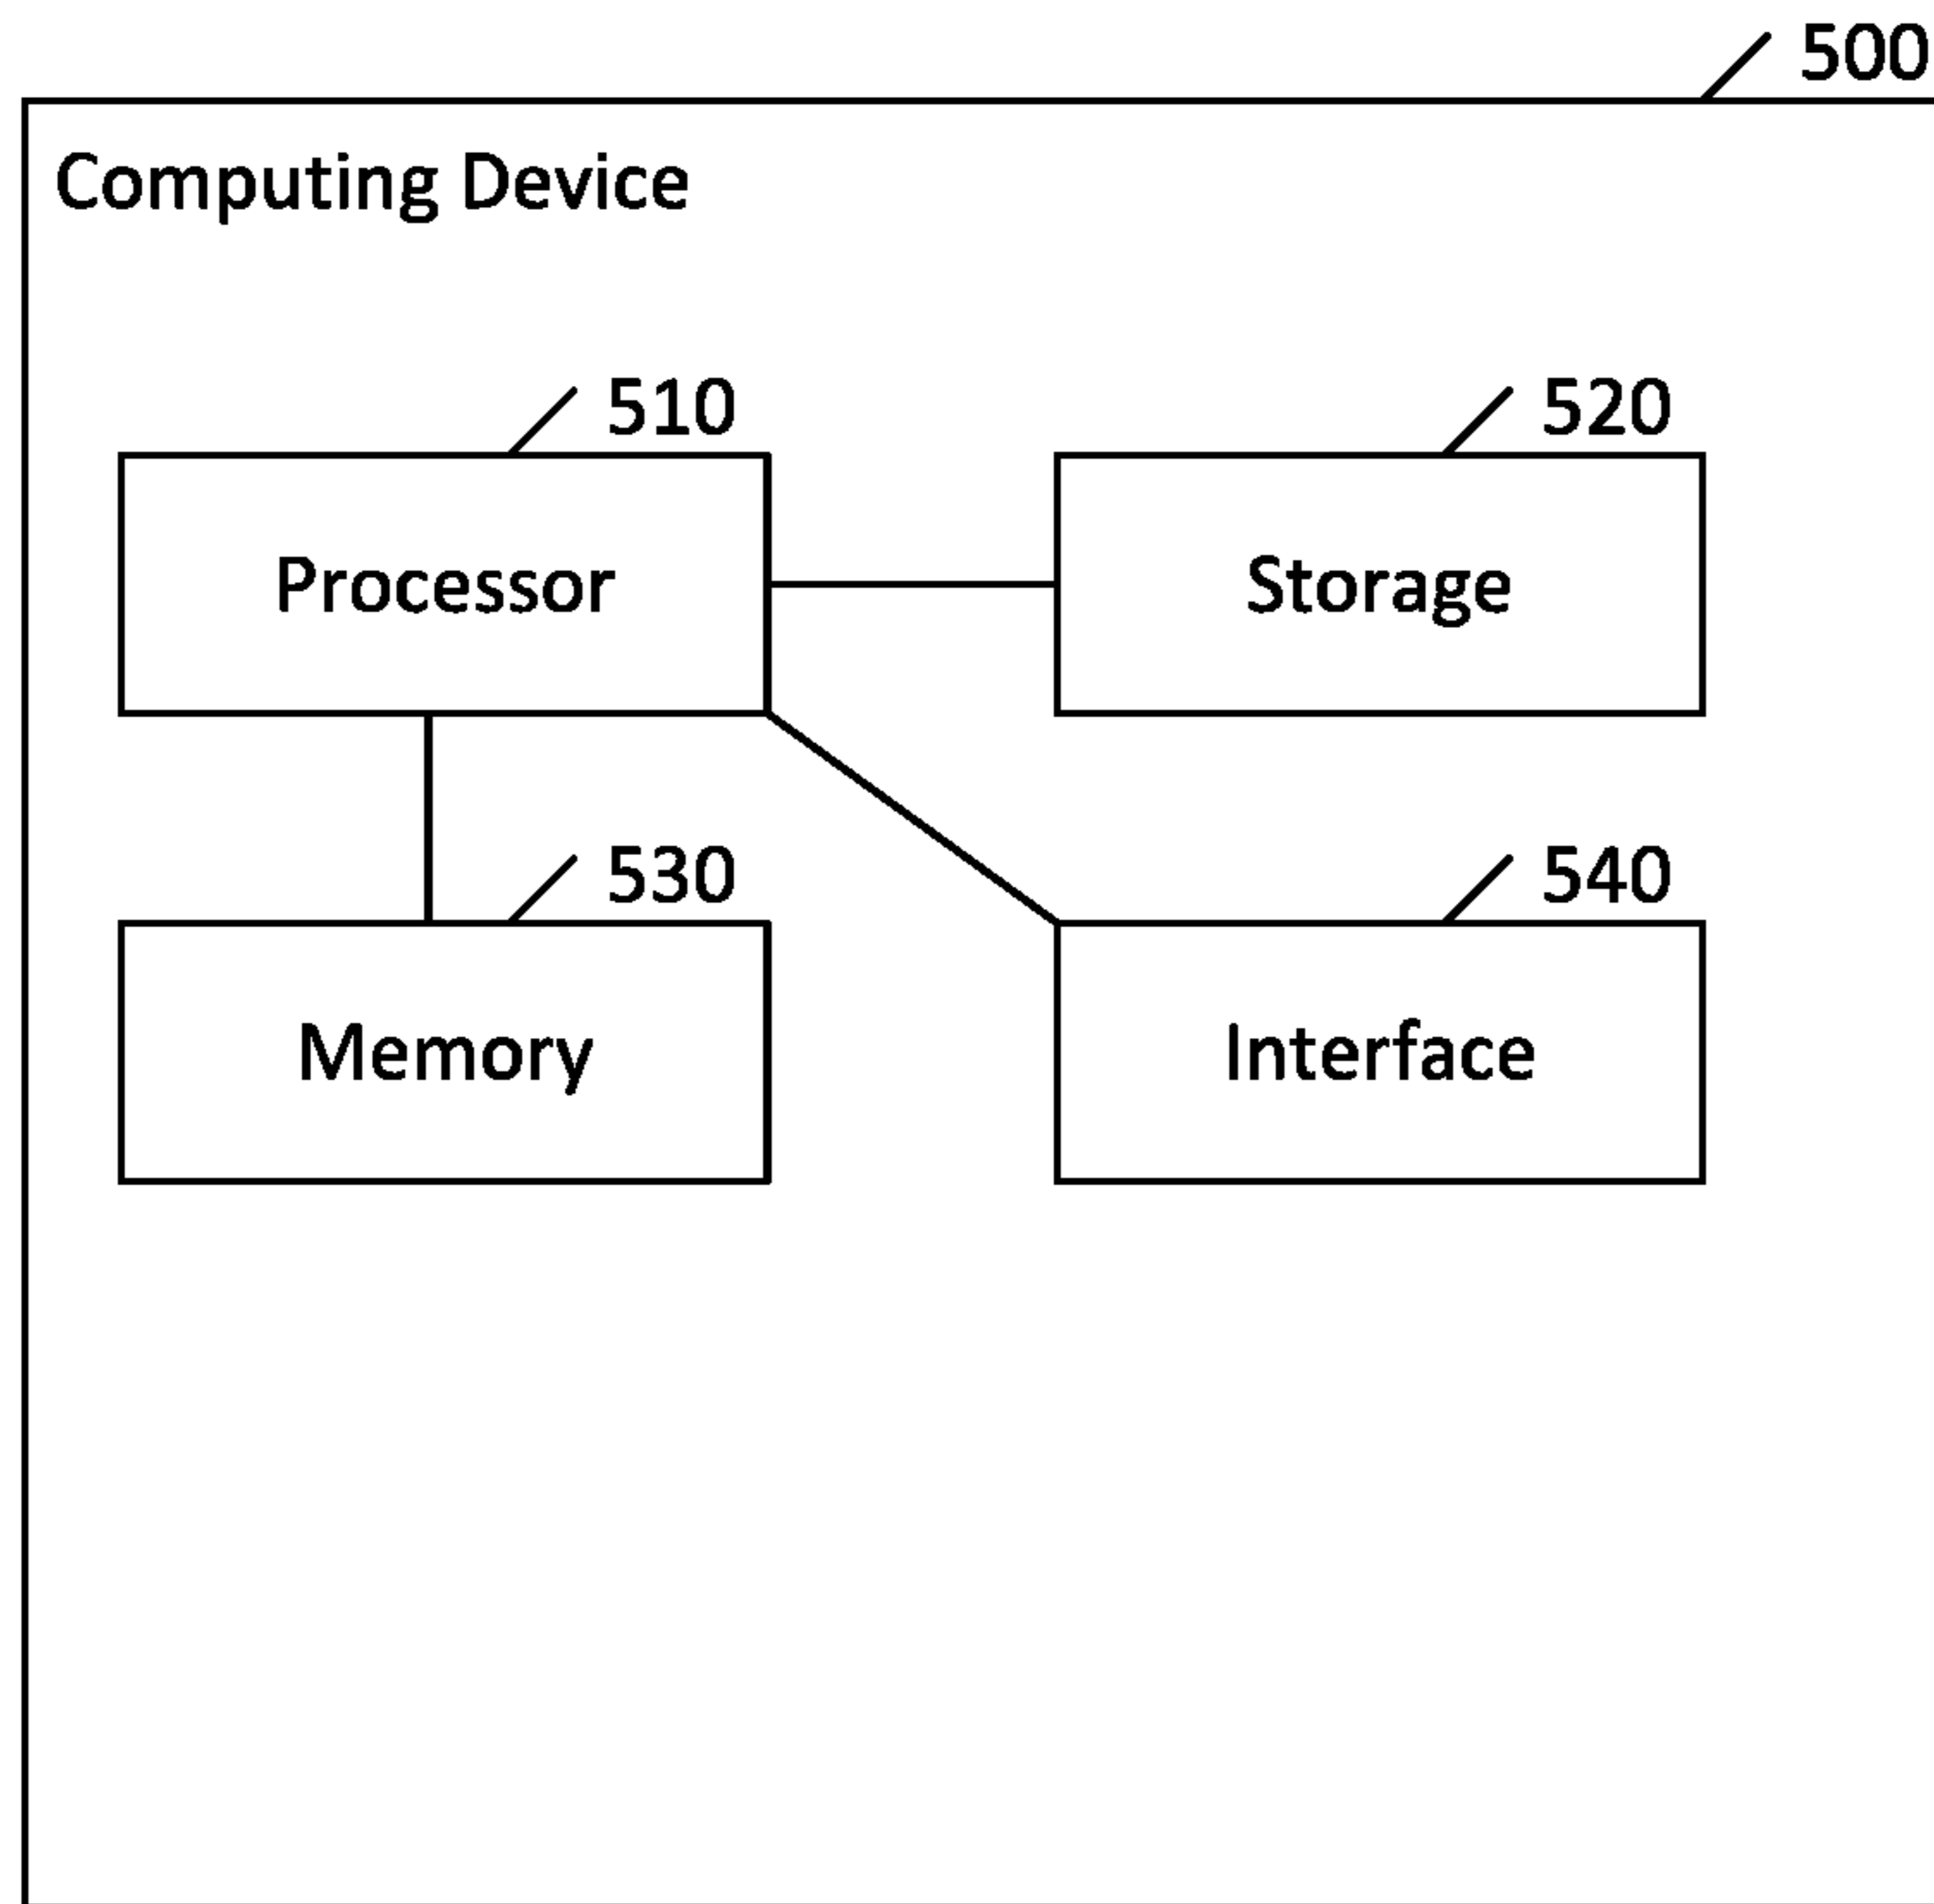 500
Computing Device
510
520
Processor
Storage
530
540
Memory
Interface